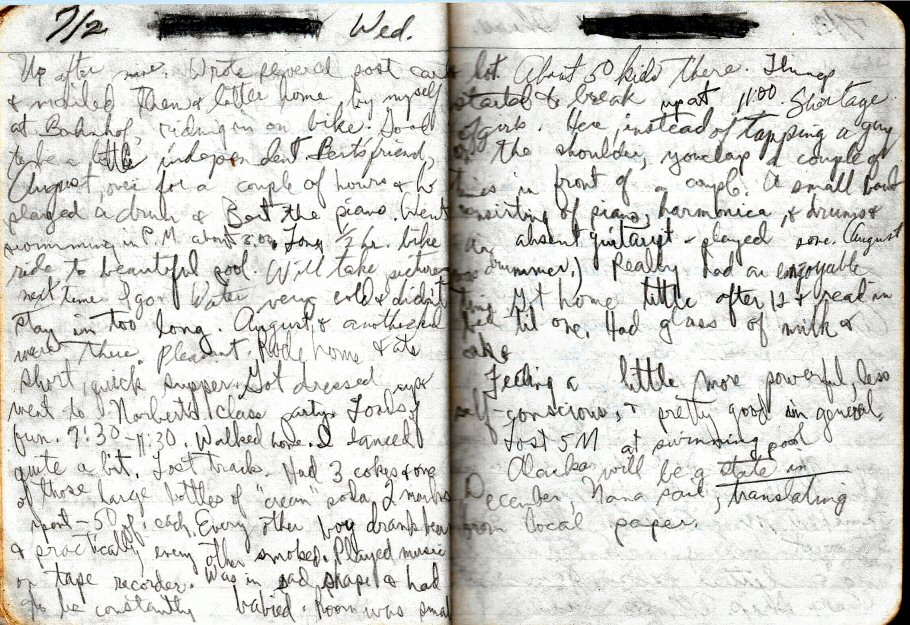 7/2 Wed.
Up after nine. Wrote several post cards
& mailed them & letter home by myself
at Bahnhof, riding in on bike. Good
to be a little independent. Bert's friend,
August, over for a couple of hours & he
played a drum & Bert the piano. Went
swimming in P.M. about 3:00. Long bike
ride to beautiful pool. Will take pictures
next time I go. Water very cold & didn't
stay in too long. August & another
were there. Pleasant. Rode home & ate
short, quick supper. Got dressed up &
went to Norbert's class party. Loads of
fun. 7:30 - 11:30. Walked home. I danced
quite a bit. Lost track. Had 3 cokes & one
of those large bottles of "cream" soda. 2 marks
spent - 50 pf. each. Every other boy drank beer
& practically every other smoked. Played music
on tape recorder. Was in sad shape & had
to be constantly babied. Room was small
lot. About 50 kids there. Things
started to break up at 11:00. Shortage
of girls. Here, instead of tapping a guy
on the shoulder, you clap a couple of
times in front of a couple. A small band
consisting of piano, harmonica, & drums &
an absent guitarist - played some. (August
drummer.) Really had an enjoyable
time. Got home little after 12 & read in
bed 'til one. Had glass of milk &
cake
Feeling a little more powerful, less
self-conscious, & pretty good in general.
Lost 5M at swimming pool
Alaska will be a state in
December, Nana said, translating
from local paper.